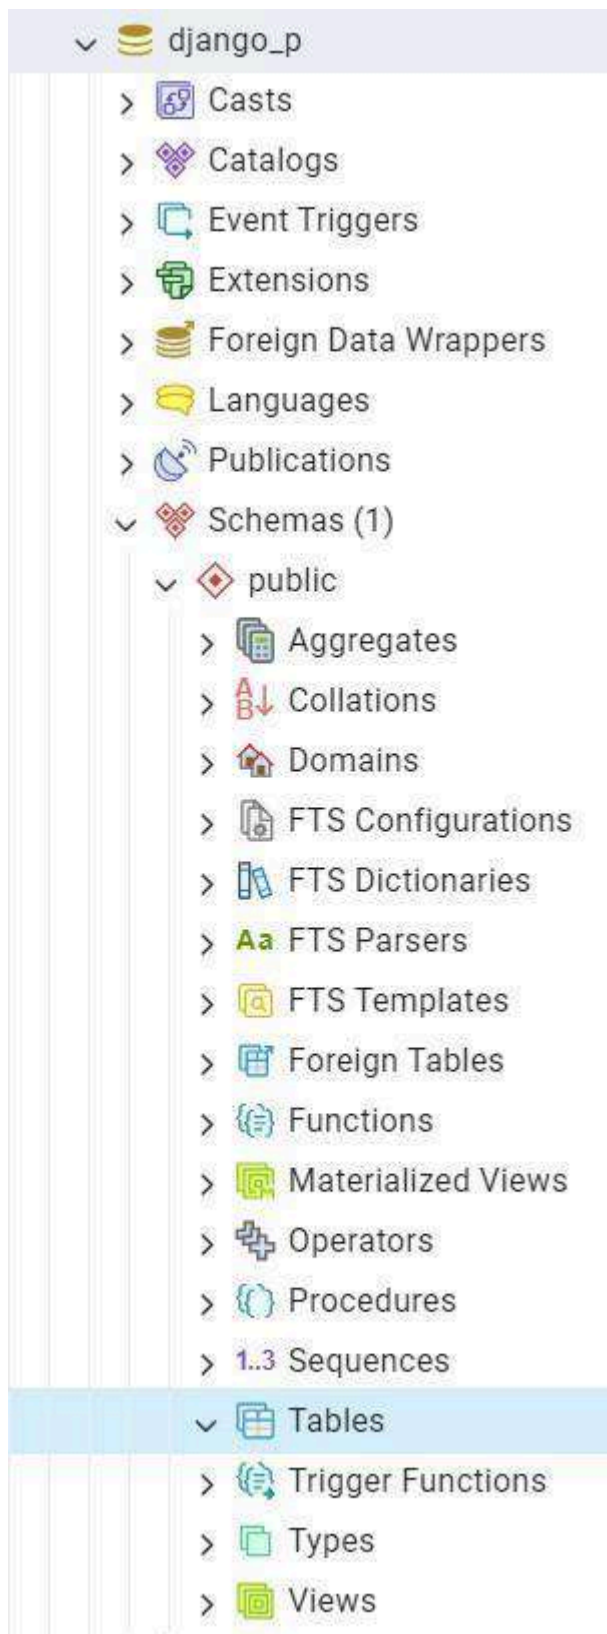 django_p
Casts
Catalogs
Event Triggers
Extensions
Foreign Data Wrappers
Languages
Publications
Schemas (1)
public
Aggregates
Collations
Domains
FTS Configurations
FTS Dictionaries
Aa FTS Parsers
FTS Templates
Foreign Tables
Functions
Materialized Views
Operators
Procedures
1..3 Sequences
Tables
Trigger Functions
Types
Views